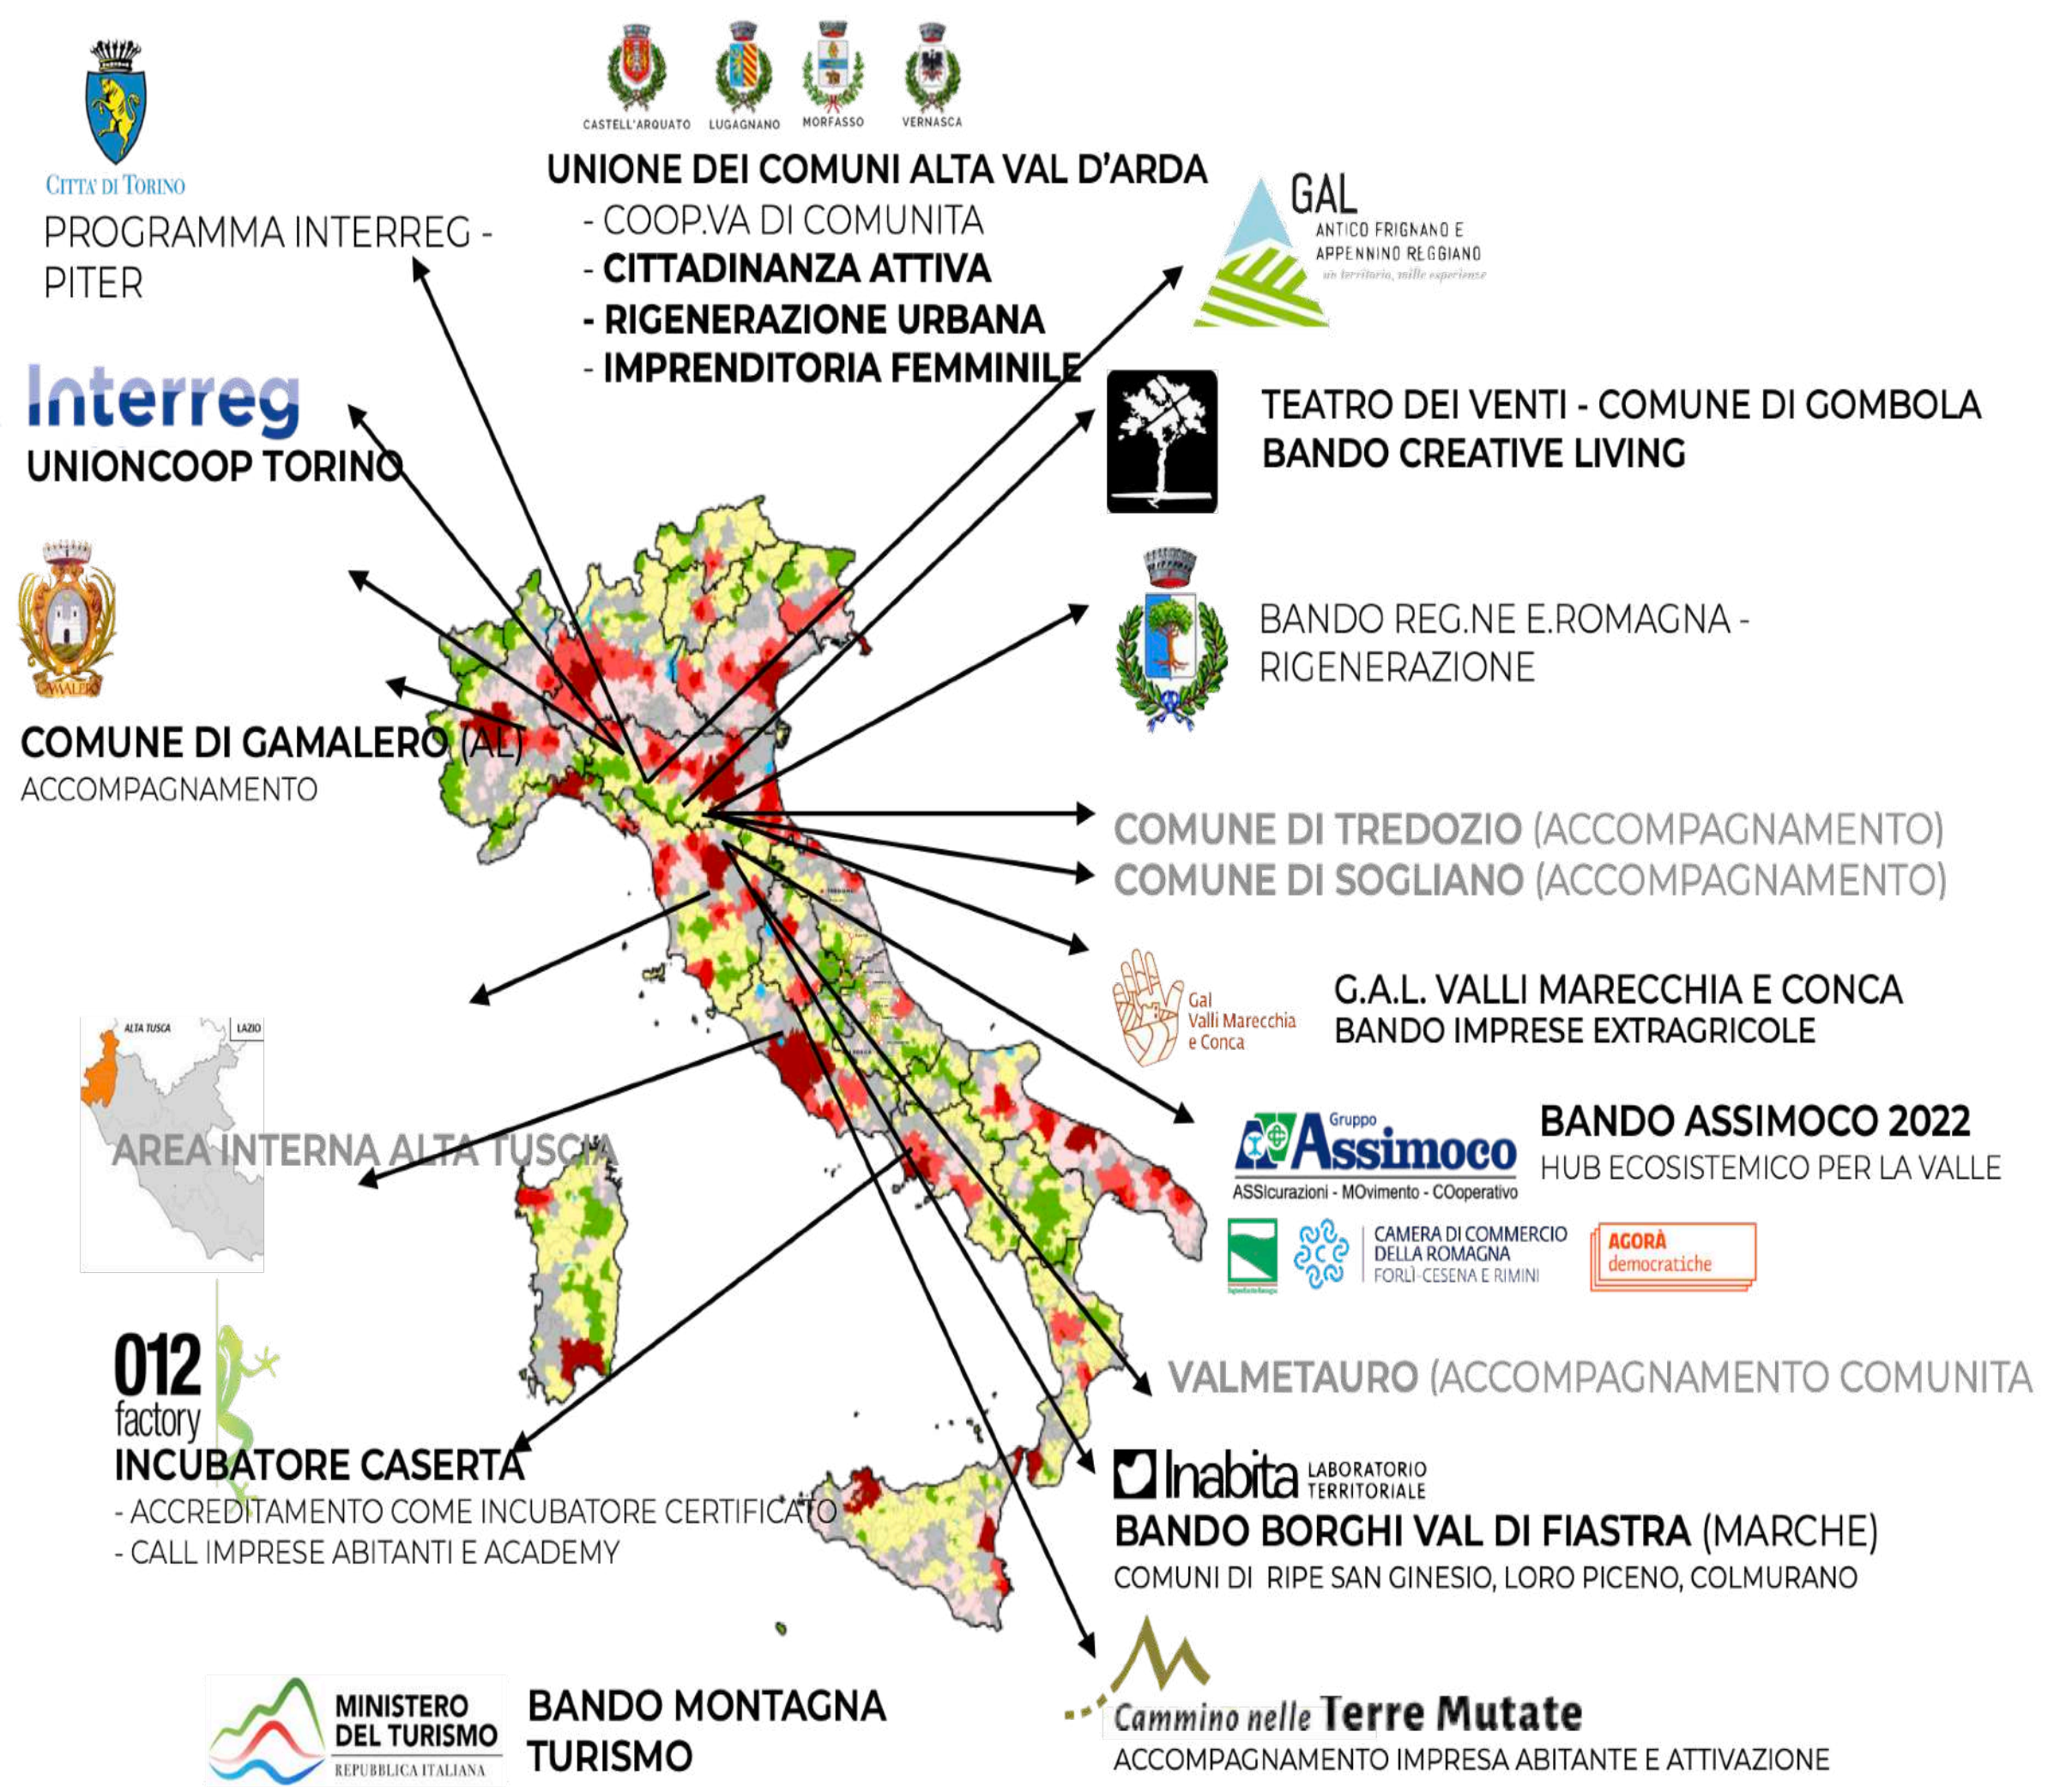 CITTA' DI TORINO
PROGRAMMA INTERREG -
PITER
Interreg
UNIONCOOP TORINO
GAMALERO
COMUNE DI GAMALERO (AL)
ACCOMPAGNAMENTO
CASTELL'ARQUATO LUGAGNANO MORFASSO VERNASCA
UNIONE DEI COMUNI ALTA VAL D'ARDA
- COOP.VA DI COMUNITA
- CITTADINANZA ATTIVA
- RIGENERAZIONE URBANA
- IMPRENDITORIA FEMMINILE
GAL
ANTICO FRIGNANO E
APPENNINO REGGIANO
un territorio, mille esperienze
TEATRO DEI VENTI - COMUNE DI GOMBOLA
BANDO CREATIVE LIVING
BANDO REG.NE E.ROMAGNA -
RIGENERAZIONE
COMUNE DI TREDOZIO (ACCOMPAGNAMENTO)
COMUNE DI SOGLIANO (ACCOMPAGNAMENTO)
Gal
Valli Marecchia
e Conca
G.A.L. VALLI MARECCHIA E CONCA
BANDO IMPRESE EXTRAGRICOLE
Gruppo
Assimoco
ASSIcurazioni - MOvimento - COoperativo
BANDO ASSIMOCO 2022
HUB ECOSISTEMICO PER LA VALLE
CAMERA DI COMMERCIO
DELLA ROMAGNA
FORLÌ-CESENA E RIMINI
AGORÀ
democratiche
VALMETAURO (ACCOMPAGNAMENTO COMUNITA
Inabita LABORATORIO
TERRITORIALE
BANDO BORGHI VAL DI FIASTRA (MARCHE)
COMUNI DI RIPE SAN GINESIO, LORO PICENO, COLMURANO
Cammino nelle Terre Mutate
ACCOMPAGNAMENTO IMPRESA ABITANTE E ATTIVAZIONE
ALTA TUSCA LAZIO
AREA INTERNA ALTA TUSCIA
012
factory
INCUBATORE CASERTA
- ACCREDITAMENTO COME INCUBATORE CERTIFICATO
- CALL IMPRESE ABITANTI E ACADEMY
MINISTERO
DEL TURISMO
REPUBBLICA ITALIANA
BANDO MONTAGNA
TURISMO